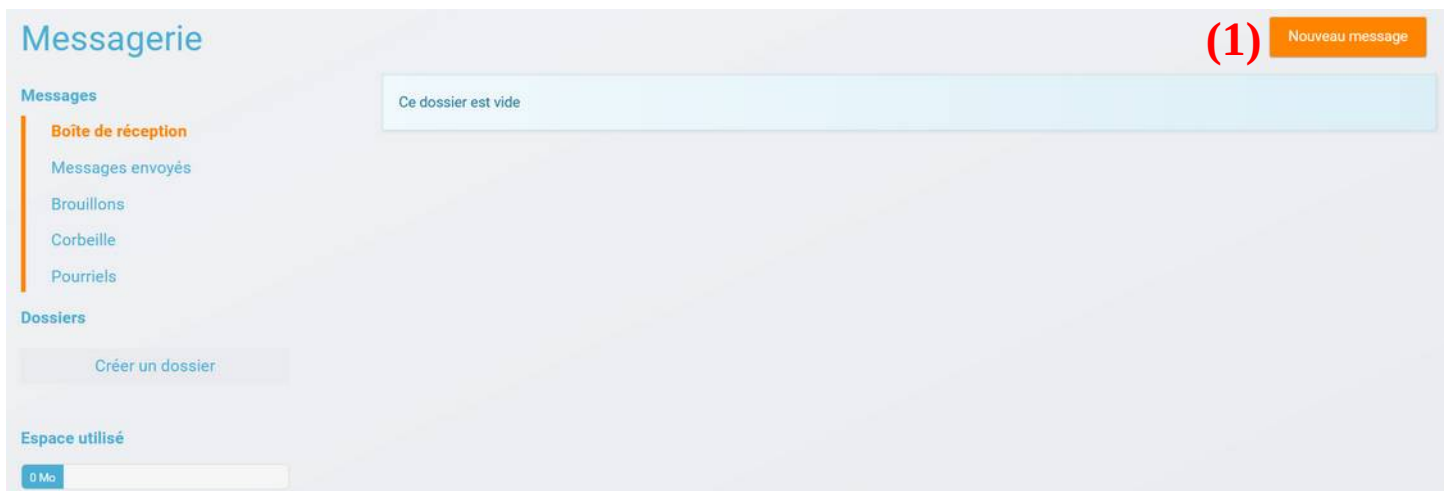 Messagerie
(1) Nouveau message
Messages
Ce dossier est vide
Boîte de réception
Messages envoyés
Brouillons
Corbeille
Pourriels
Dossiers
Créer un dossier
Espace utilisé
0 Mo